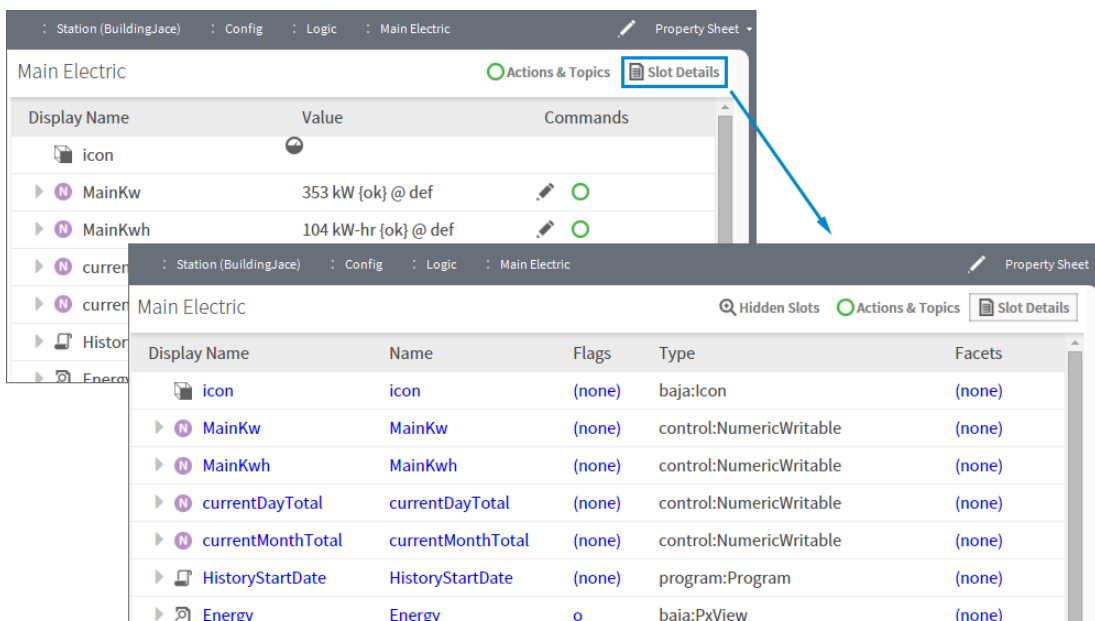 : Station (BuildingJace) : Config : Logic : Main Electric Property Sheet
Main Electric Actions & Topics Slot Details
Display Name Value Commands
icon
N MainKw 353 kW {ok} @ def
N MainKwh 104 kW-hr {ok} @ def
N curren
N curren
Histor
Energy
: Station (BuildingJace) : Config : Logic : Main Electric Property Sheet
Main Electric Hidden Slots Actions & Topics Slot Details
Display Name Name Flags Type Facets
icon icon (none) baja:Icon (none)
N MainKw MainKw (none) control:NumericWritable (none)
N MainKwh MainKwh (none) control:NumericWritable (none)
N currentDayTotal currentDayTotal (none) control:NumericWritable (none)
N currentMonthTotal currentMonthTotal (none) control:NumericWritable (none)
HistoryStartDate HistoryStartDate (none) program:Program (none)
Energy Energy o baja:PxView (none)